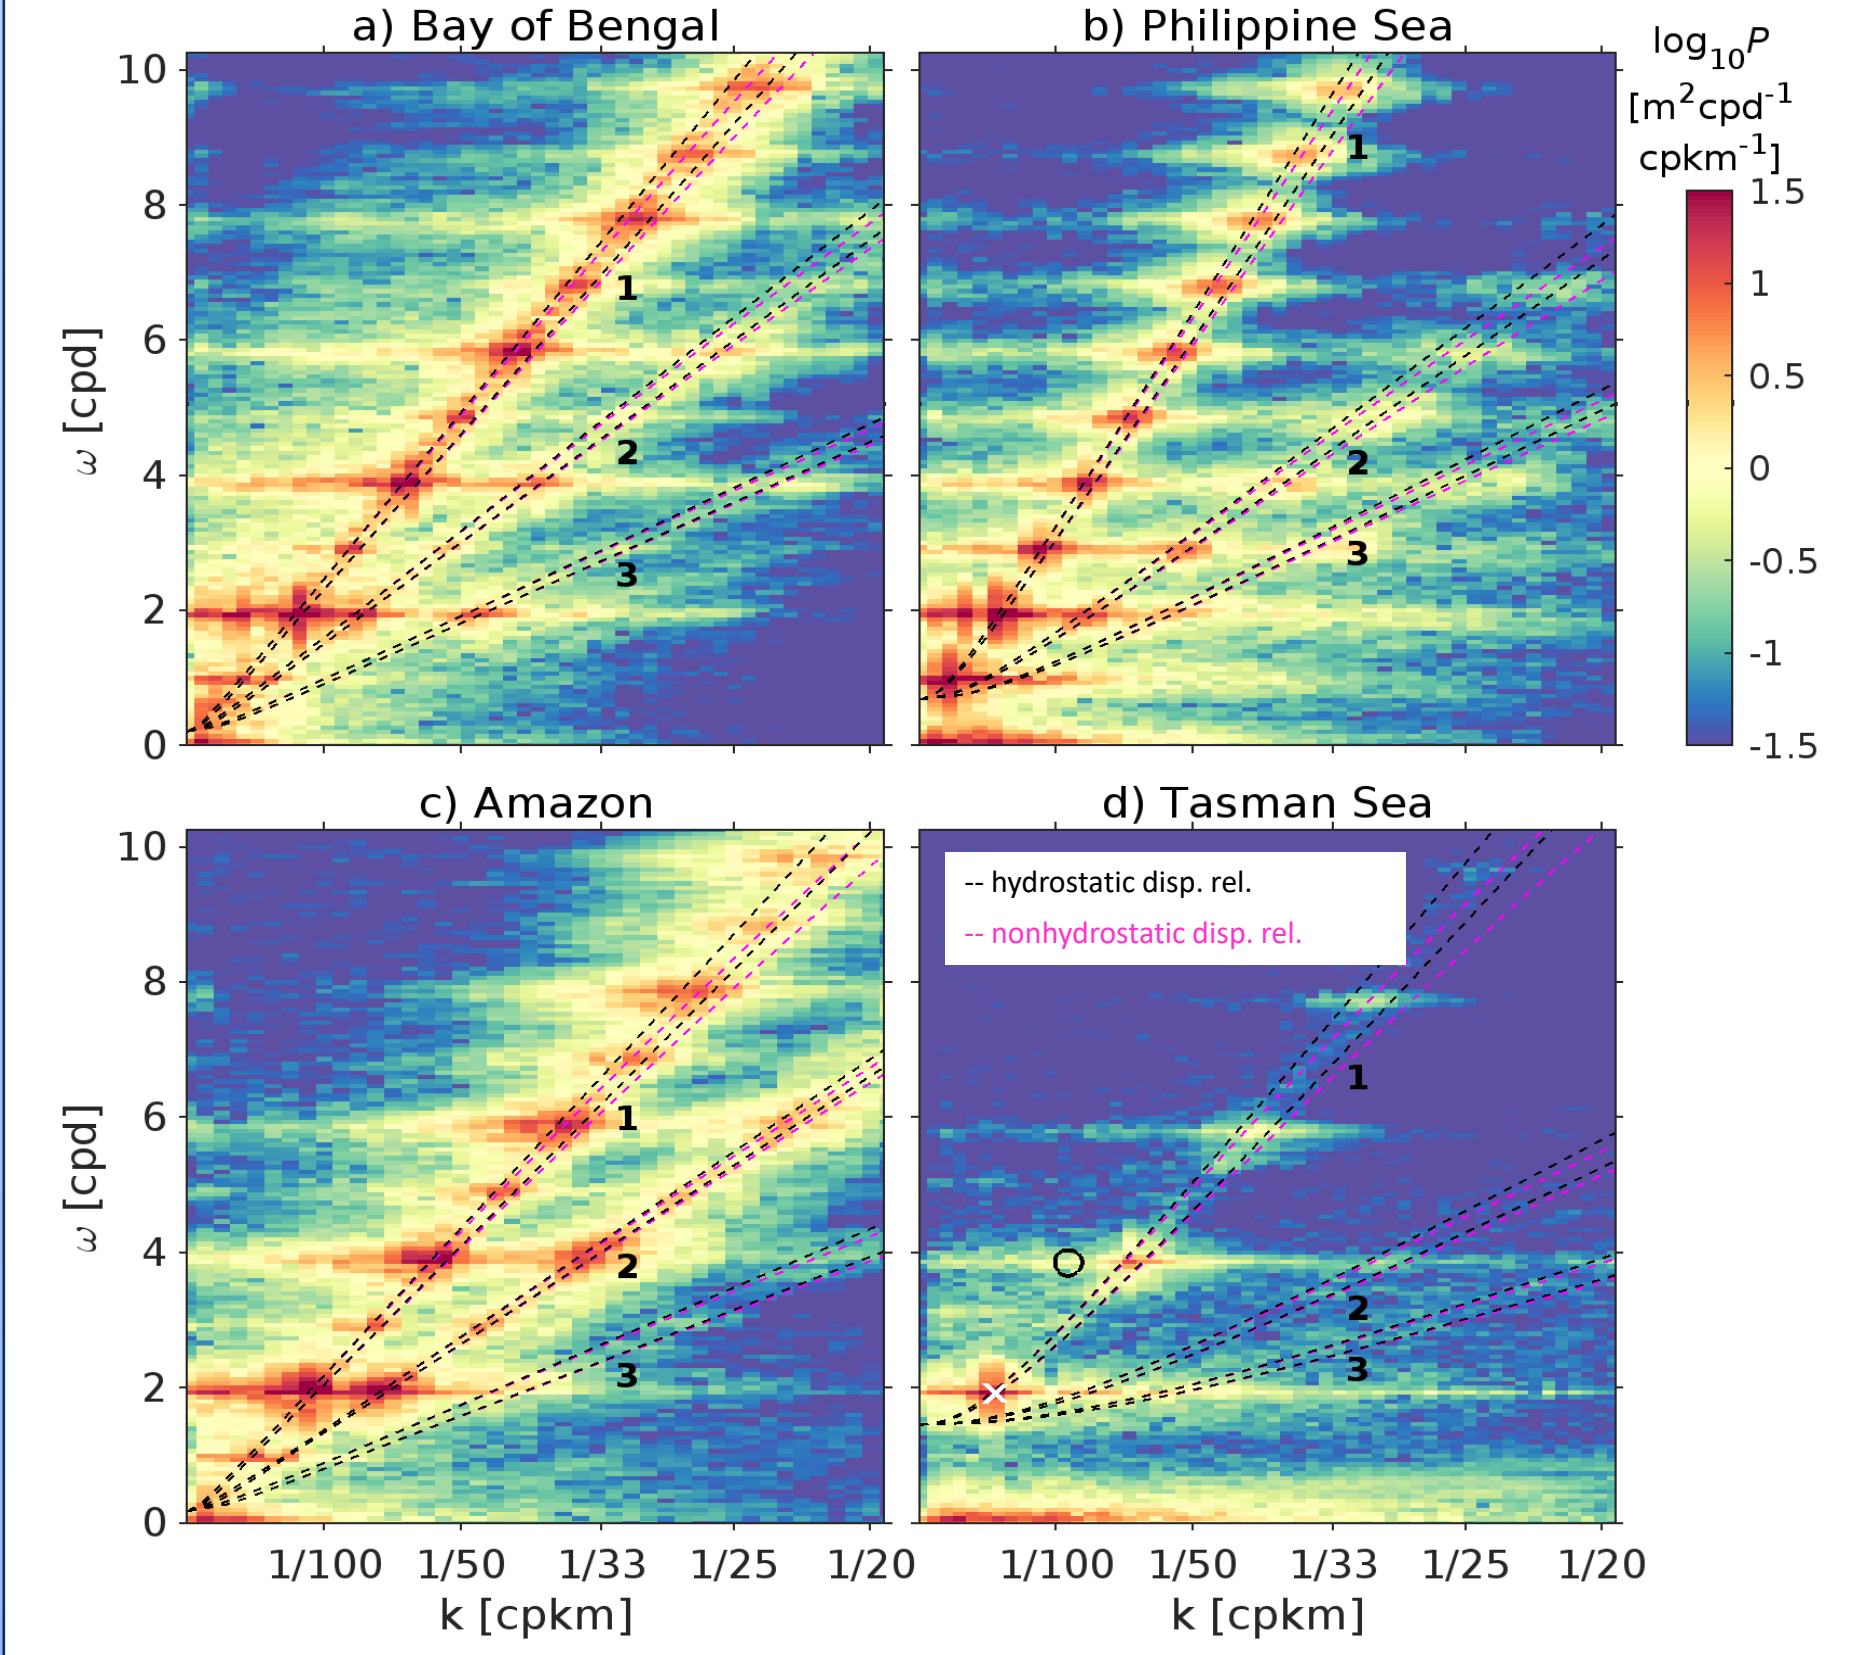 a) Bay of Bengal
b) Philippine Sea
log10P
[m2cpd-1
cpkm-1]
10
8
6
4
2
0
ω [cpd]
1
2
3
1
2
3
1.5
1
0.5
0
-0.5
-1
-1.5
c) Amazon
d) Tasman Sea
10
8
6
4
2
0
ω [cpd]
1
2
3
-- hydrostatic disp. rel.
-- nonhydrostatic disp. rel.
1
2
3
1/100 1/50 1/33 1/25 1/20
1/100 1/50 1/33 1/25 1/20
k [cpkm]
k [cpkm]